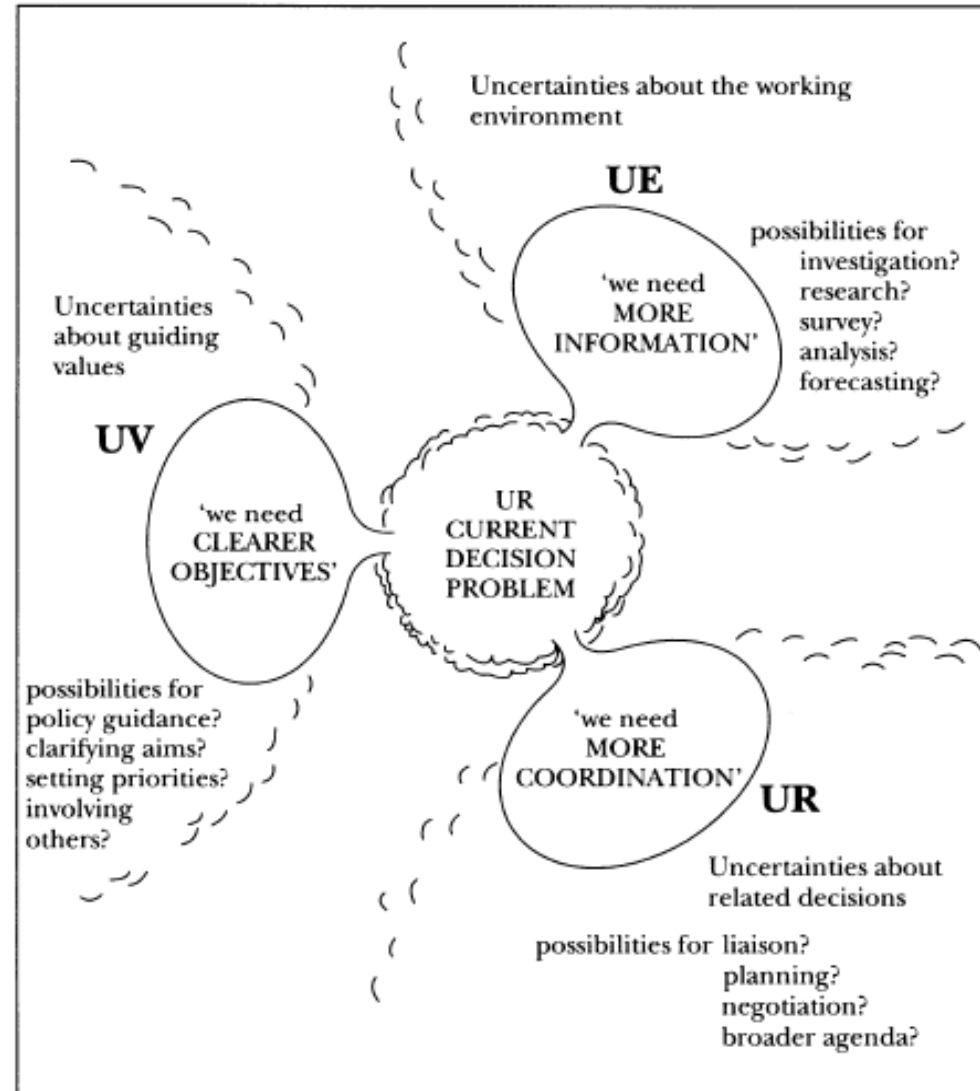 Uncertainties about the working
environment
UE
'we need
MORE
INFORMATION'
possibilities for
investigation?
research?
survey?
analysis?
forecasting?
Uncertainties
about guiding
values
UV
'we need
CLEARER
OBJECTIVES'
possibilities for
policy guidance?
clarifying aims?
setting priorities?
involving
others?
UR
CURRENT
DECISION
PROBLEM
'we need
MORE
COORDINATION'
UR
Uncertainties about
related decisions
possibilities for liaison?
planning?
negotiation?
broader agenda?